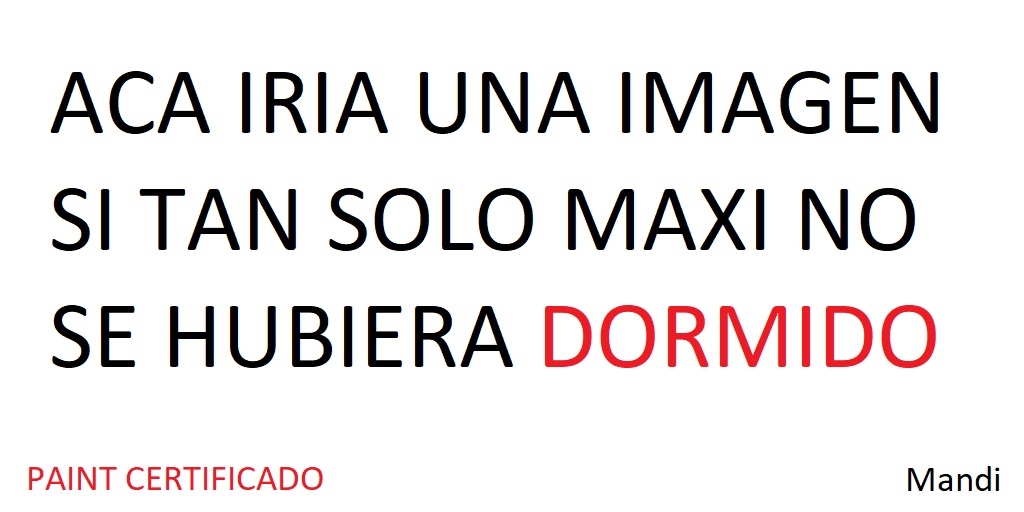 ACA IRIA UNA IMAGEN
SI TAN SOLO MAXI NO
SE HUBIERA DORMIDO
PAINT CERTIFICADO
Mandi